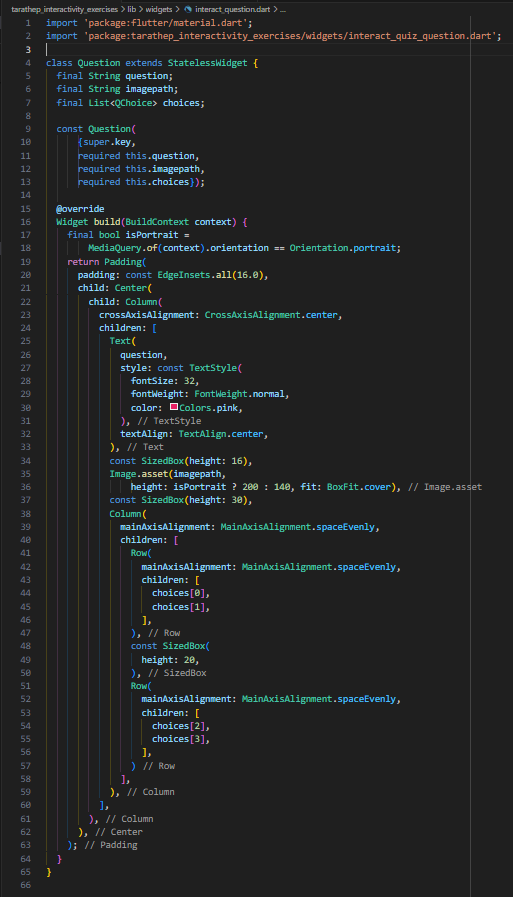 tarathep_interactivity_exercises > lib > widgets > interact_question.dart > ...
1 import 'package:flutter/material.dart';
2 import 'package:tarathep_interactivity_exercises/widgets/interact_quiz_question.dart';
3
4 class Question extends StatelessWidget {
5   final String question;
6   final String imagepath;
7   final List<QChoice> choices;
8
9   const Question(
10       {super.key,
11       required this.question,
12       required this.imagepath,
13       required this.choices});
14
15   @override
16   Widget build(BuildContext context) {
17     final bool isPortrait =
18         MediaQuery.of(context).orientation == Orientation.portrait;
19     return Padding(
20       padding: const EdgeInsets.all(16.0),
21       child: Center(
22         child: Column(
23           crossAxisAlignment: CrossAxisAlignment.center,
24           children: [
25             Text(
26               question,
27               style: const TextStyle(
28                 fontSize: 32,
29                 fontWeight: FontWeight.normal,
30                 color: Colors.pink,
31               ), // TextStyle
32               textAlign: TextAlign.center,
33             ), // Text
34             const SizedBox(height: 16),
35             Image.asset(imagepath,
36                 height: isPortrait ? 200 : 140, fit: BoxFit.cover), // Image.asset
37             const SizedBox(height: 30),
38             Column(
39               mainAxisAlignment: MainAxisAlignment.spaceEvenly,
40               children: [
41                 Row(
42                   mainAxisAlignment: MainAxisAlignment.spaceEvenly,
43                   children: [
44                     choices[0],
45                     choices[1],
46                   ],
47                 ), // Row
48                 const SizedBox(
49                   height: 20,
50                 ), // SizedBox
51                 Row(
52                   mainAxisAlignment: MainAxisAlignment.spaceEvenly,
53                   children: [
54                     choices[2],
55                     choices[3],
56                   ],
57                 ) // Row
58               ],
59             ), // Column
60           ],
61         ), // Column
62       ), // Center
63     ); // Padding
64   }
65 }
66